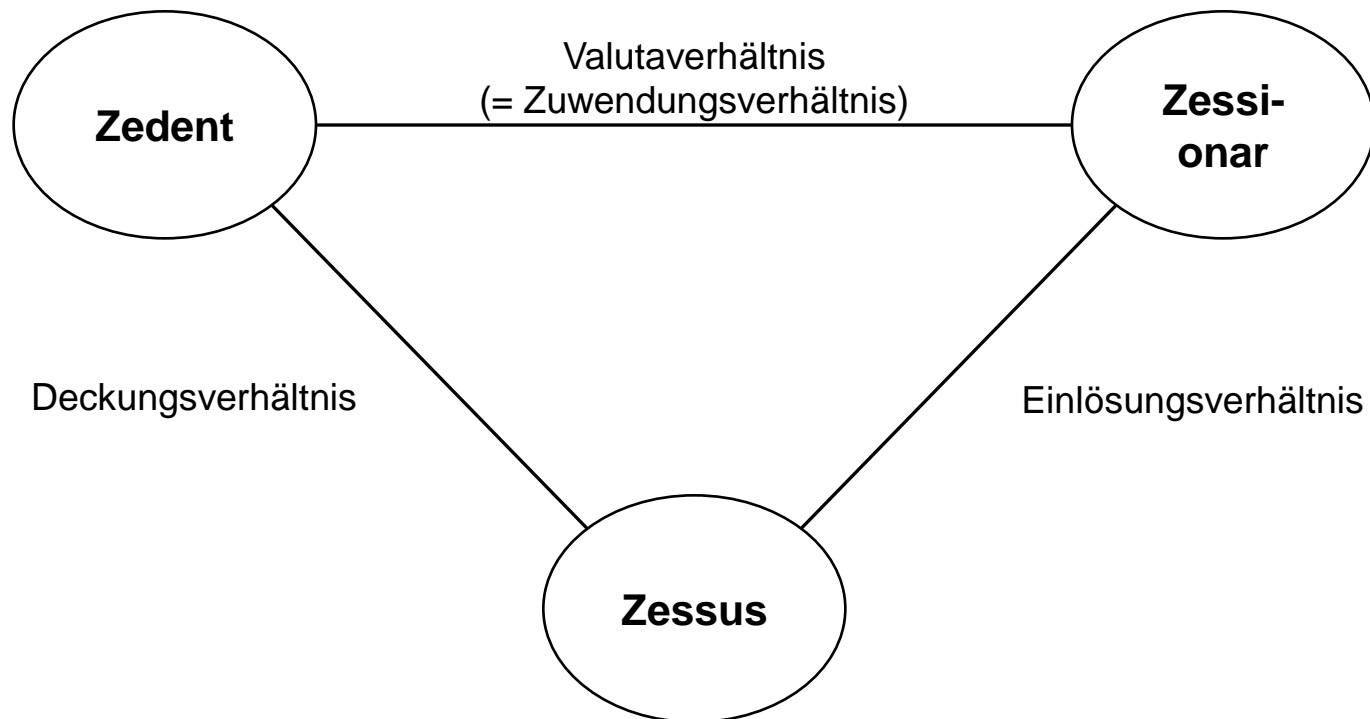 Valutaverhältnis
(= Zuwendungsverhältnis)
Zedent
Zessi-
onar
Deckungsverhältnis
Einlösungsverhältnis
Zessus